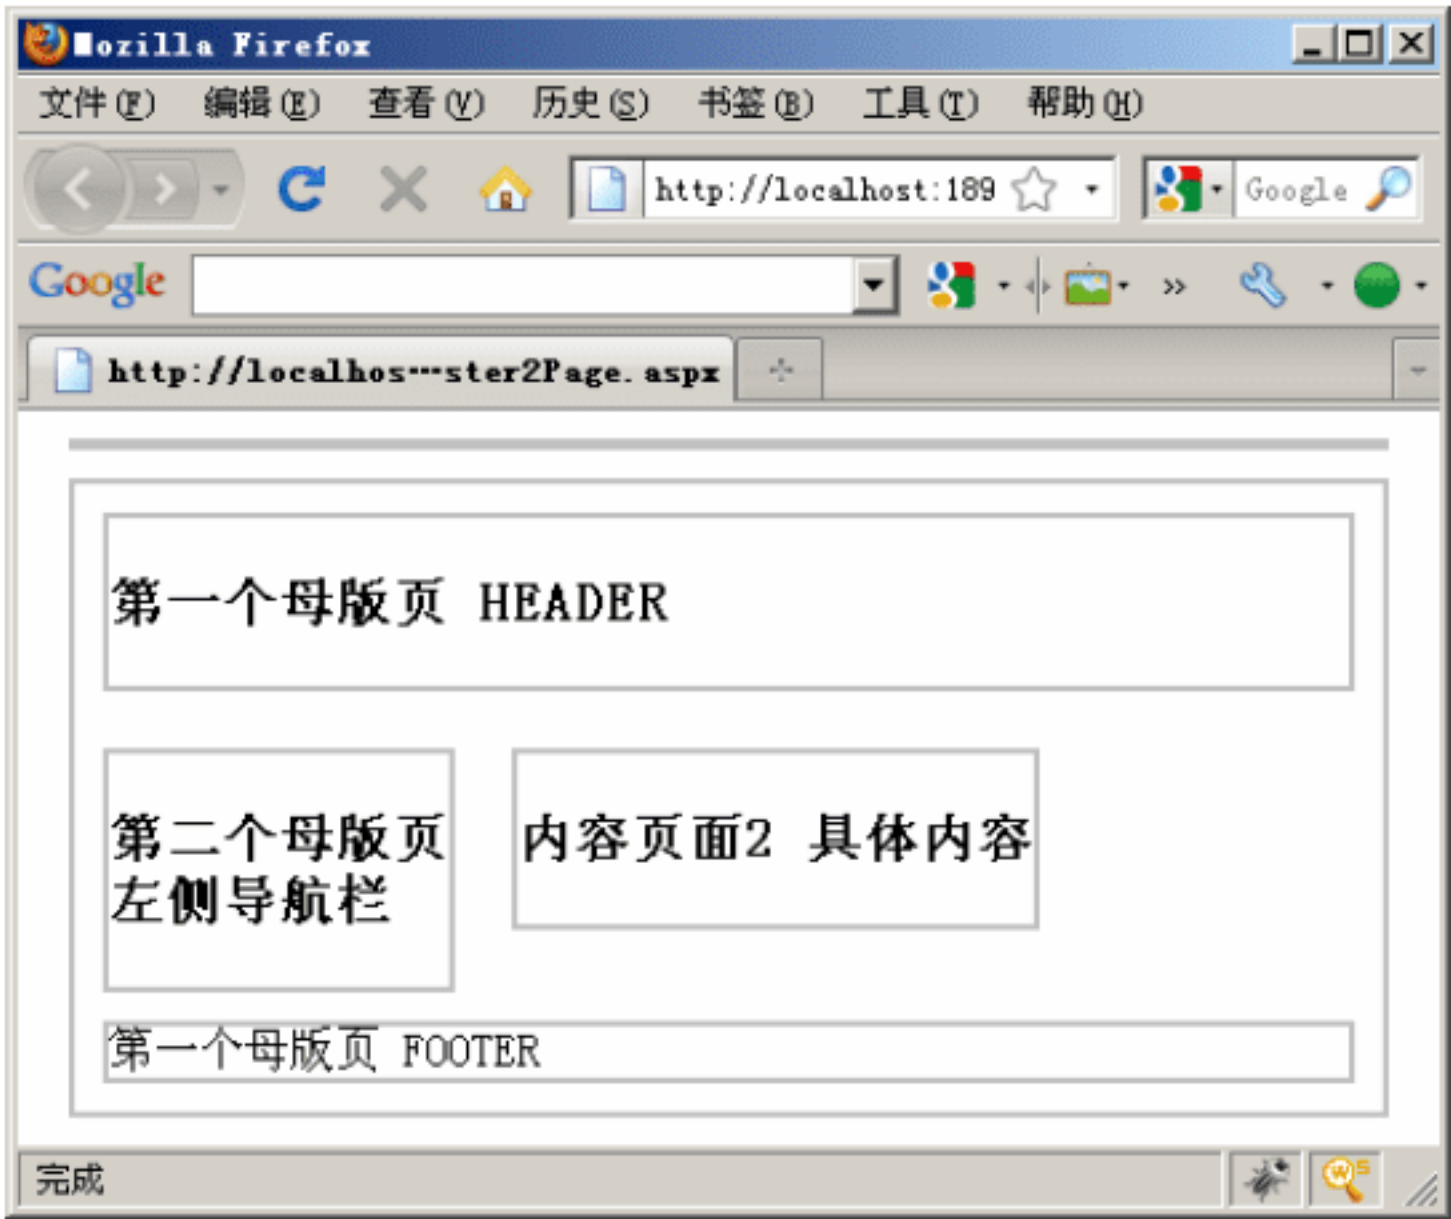 Mozilla Firefox
文件(F) 编辑(E) 查看(V) 历史(S) 书签(B) 工具(T) 帮助(H)
http://localhost:189 Google
Google
http://localhos…ster2Page.aspx
第一个母版页 HEADER
第二个母版页
左侧导航栏
内容页面2 具体内容
第一个母版页 FOOTER
完成
W S